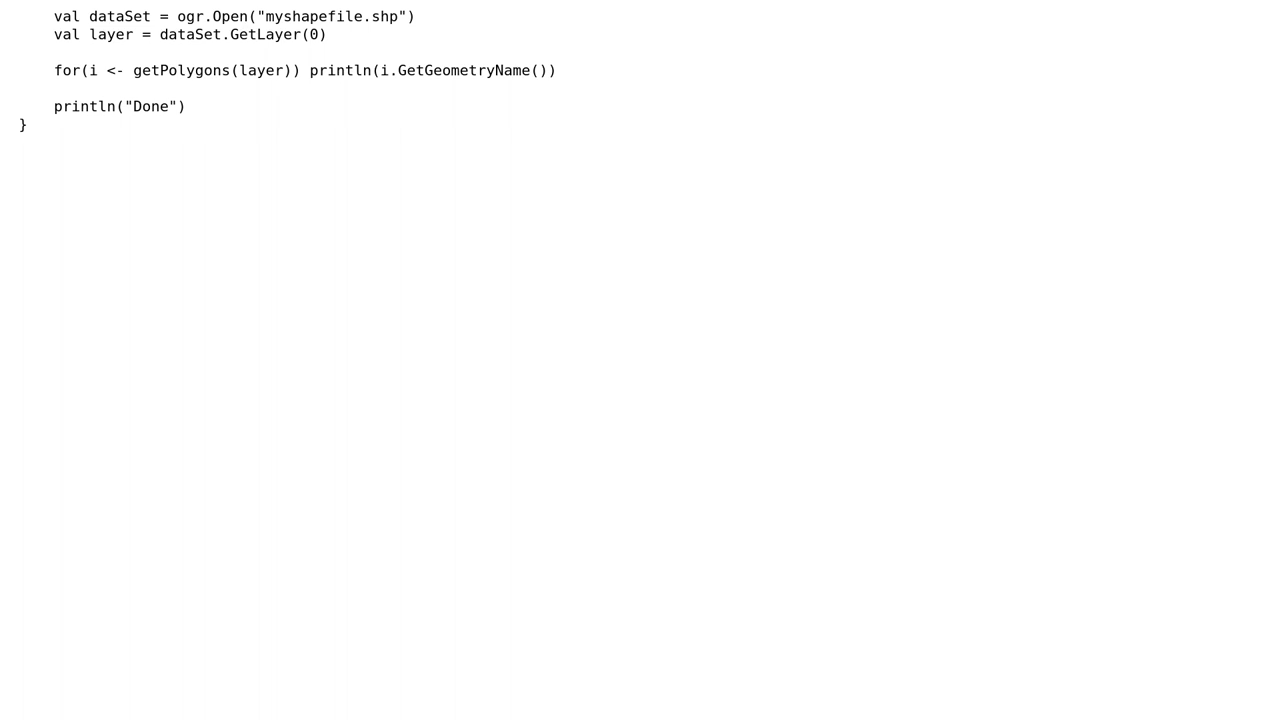 val dataSet = ogr.Open("myshapefile.shp")
val layer = dataSet.GetLayer(0)
for(i <- getPolygons(layer)) println(i.GetGeometryName())
println("Done")
}